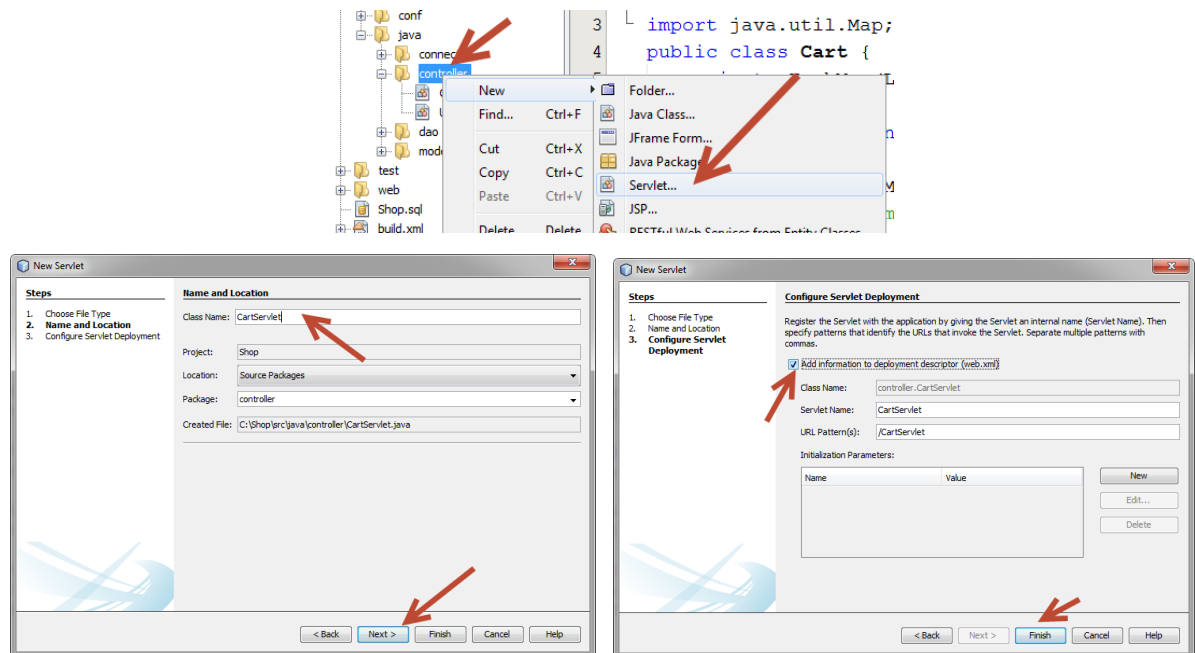 conf
java
controller
dao
test
web
Shop.sql
build.xml
3 import java.util.Map;
4 public class Cart {
New
Find... Ctrl+F
Cut Ctrl+X
Copy Ctrl+C
Paste Ctrl+V
Delete Delete
Folder...
Java Class...
JFrame Form...
Java Package
Servlet...
JSP...
RESTful Web Services from Entity Classes
New Servlet
Steps
1. Choose File Type
2. Name and Location
3. Configure Servlet Deployment
Name and Location
Class Name: CartServlet
Project: Shop
Location: Source Packages
Package: controller
Created File: C:\Shop\src\java\controller\CartServlet.java
< Back Next > Finish Cancel Help
New Servlet
Steps
1. Choose File Type
2. Name and Location
3. Configure Servlet
Deployment
Configure Servlet Deployment
Register the Servlet with the application by giving the Servlet an internal name (Servlet Name). Then
specify patterns that identify the URLs that invoke the Servlet. Separate multiple patterns with
commas.
Add information to deployment descriptor (web.xml)
Class Name: controller.CartServlet
Servlet Name: CartServlet
URL Pattern(s): /CartServlet
Initialization Parameters:
Name Value
New
Edit...
Delete
< Back Next > Finish Cancel Help